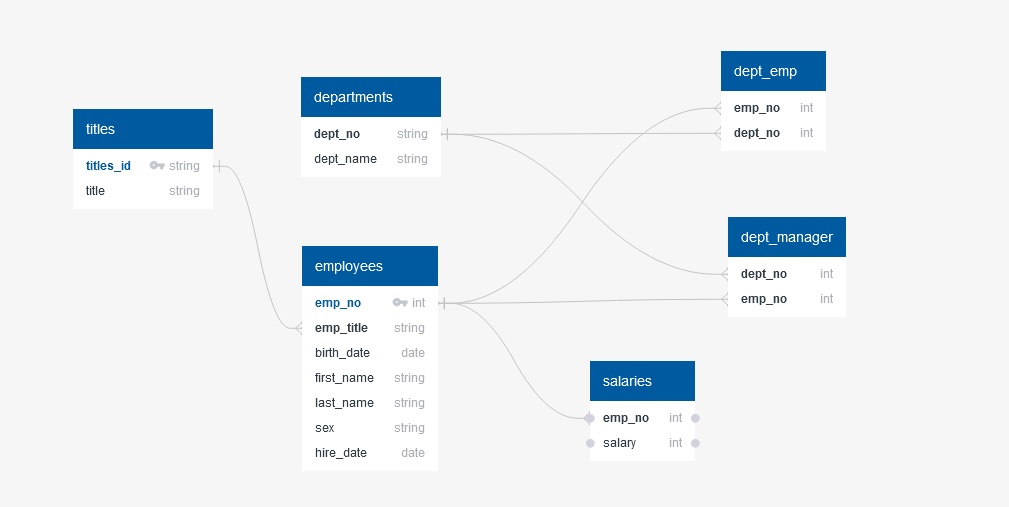 titles
titles_id string
title string
departments
dept_no string
dept_name string
employees
emp_no int
emp_title string
birth_date date
first_name string
last_name string
sex string
hire_date date
dept_emp
emp_no int
dept_no int
dept_manager
dept_no int
emp_no int
salaries
emp_no int
salary int